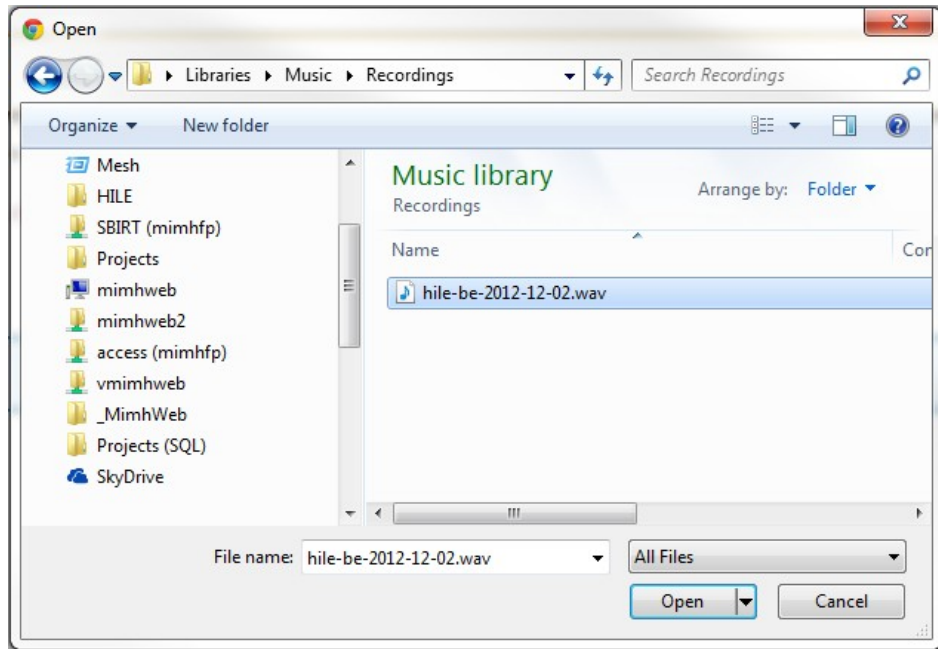 Open
Libraries Music Recordings Search Recordings
Organize New folder
Mesh
HILE
SBIRT (mimhfp)
Projects
mimhweb
mimhweb2
access (mimhfp)
vmimhweb
_MimhWeb
Projects (SQL)
SkyDrive
Music library
Recordings
Arrange by: Folder
Name Cor
hile-be-2012-12-02.wav
File name: hile-be-2012-12-02.wav All Files
Open Cancel